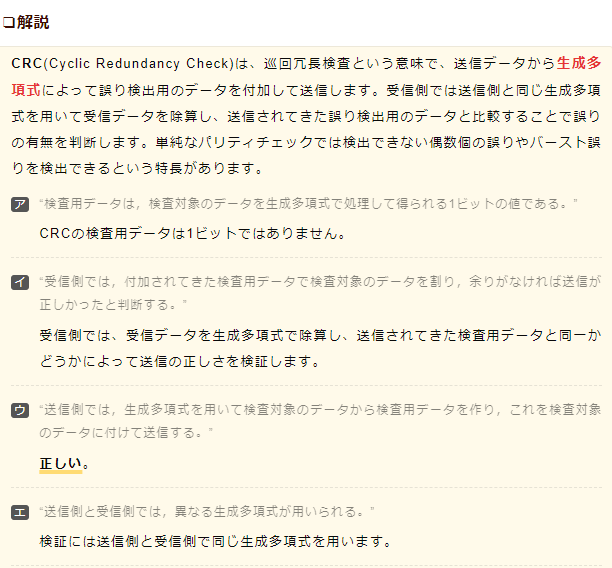 ❏解説
CRC(Cyclic Redundancy Check)は、巡回冗長検査という意味で、送信データから生成多
項式によって誤り検出用のデータを付加して送信します。受信側では送信側と同じ生成多項
式を用いて受信データを除算し、送信されてきた誤り検出用のデータと比較することで誤り
の有無を判断します。単純なパリティチェックでは検出できない偶数個の誤りやバースト誤
りを検出できるという特長があります。
ア “検査用データは，検査対象のデータを生成多項式で処理して得られる1ビットの値である。”
CRCの検査用データは1ビットではありません。
イ “受信側では，付加されてきた検査用データで検査対象のデータを割り，余りがなければ送信が
正しかったと判断する。”
受信側では、受信データを生成多項式で除算し、送信されてきた検査用データと同一か
どうかによって送信の正しさを検証します。
ウ “送信側では，生成多項式を用いて検査対象のデータから検査用データを作り，これを検査対象
のデータに付けて送信する。”
正しい。
エ “送信側と受信側では，異なる生成多項式が用いられる。”
検証には送信側と受信側で同じ生成多項式を用います。